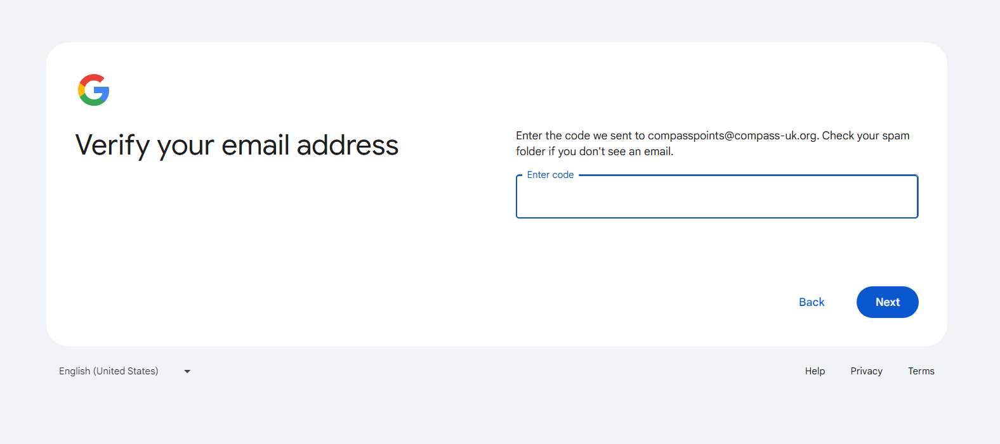 Verify your email address
Enter the code we sent to compasspoints@compass-uk.org. Check your spam
folder if you don't see an email.
Enter code
Back
Next
English (United States)
Help
Privacy
Terms